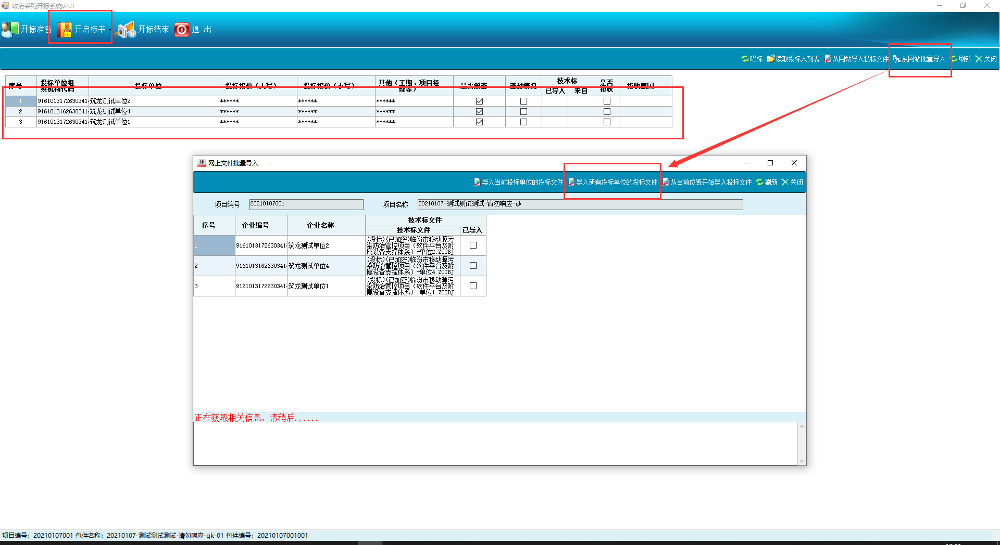 政府采购开标系统v2.0
开标准备 开启标书 开标结束 退 出
唱标 读取投标人列表 从网站导入投标文件 从网站批量导入 刷新 关闭
序号 投标单位组织机构代码 投标单位 投标报价（大写） 投标报价（小写） 其他（工期、项目经理等） 是否解密 密封情况 技术标 是否拒收 拒收原因
已导入 来自
1 9161013172630341 筑龙测试单位2 ****** ****** ******
2 9161013162630341 筑龙测试单位4 ****** ****** ******
3 9161013172630341 筑龙测试单位1 ****** ****** ******
开 网上文件批量导入
导入当前投标单位的投标文件 导入所有投标单位的投标文件 从当前位置开始导入投标文件 刷新 关闭
项目编号 20210107001 项目名称 20210107-测试测试测试-请勿响应-gk
序号 企业编号 企业名称 技术标文件
技术标文件 已导入
1 9161013172630341 筑龙测试单位2 (投标)(已加密)临汾市移动源污
染防治管控项目（软件平台及附
属设备支撑体系）-单位2.ZCTBJ
2 9161013162630341 筑龙测试单位4 (投标)(已加密)临汾市移动源污
染防治管控项目（软件平台及附
属设备支撑体系）-单位4.ZCTBJ
3 9161013172630341 筑龙测试单位1 (投标)(已加密)临汾市移动源污
染防治管控项目（软件平台及附
属设备支撑体系）-单位1.ZCTBJ
正在获取相关信息，请稍后......
项目编号：20210107001 包件名称：20210107-测试测试测试-请勿响应-gk-01 包件编号：20210107001001